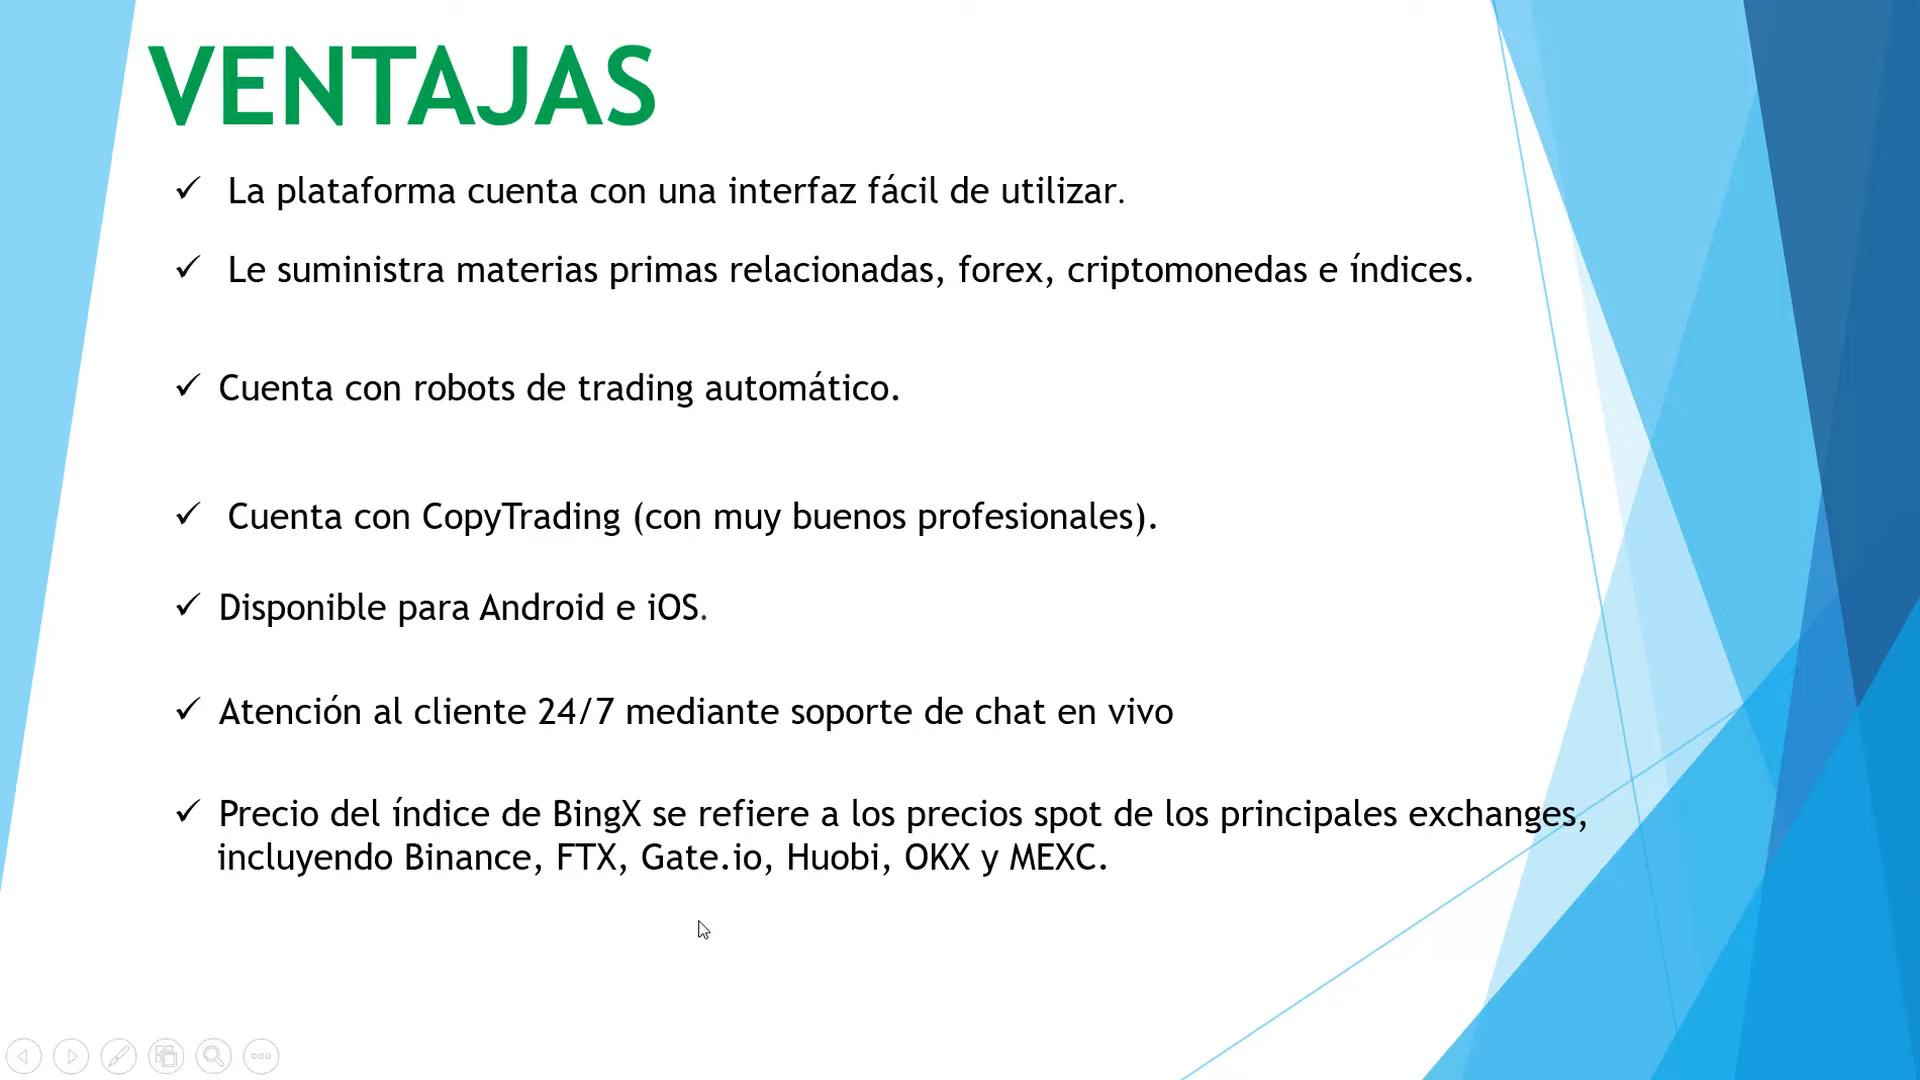 VENTAJAS
✓ La plataforma cuenta con una interfaz fácil de utilizar.
✓ Le suministra materias primas relacionadas, forex, criptomonedas e índices.
✓ Cuenta con robots de trading automático.
✓ Cuenta con CopyTrading (con muy buenos profesionales).
✓ Disponible para Android e iOS.
✓ Atención al cliente 24/7 mediante soporte de chat en vivo
✓ Precio del índice de BingX se refiere a los precios spot de los principales exchanges,
incluyendo Binance, FTX, Gate.io, Huobi, OKX y MEXC.